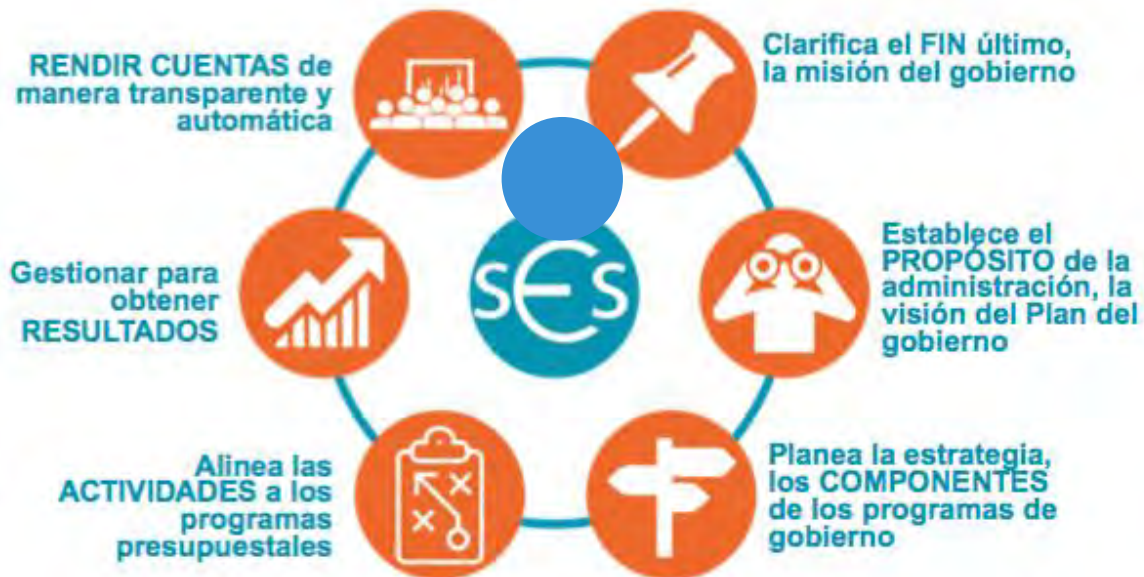 RENDIR CUENTAS de
manera transparente y
automática
Clarifica el FIN último,
la misión del gobierno
Gestionar para
obtener
RESULTADOS
SES
Establece el
PROPÓSITO de la
administración, la
visión del Plan del
gobierno
Alinea las
ACTIVIDADES a los
programas
presupuestales
Planea la estrategia,
los COMPONENTES
de los programas de
gobierno